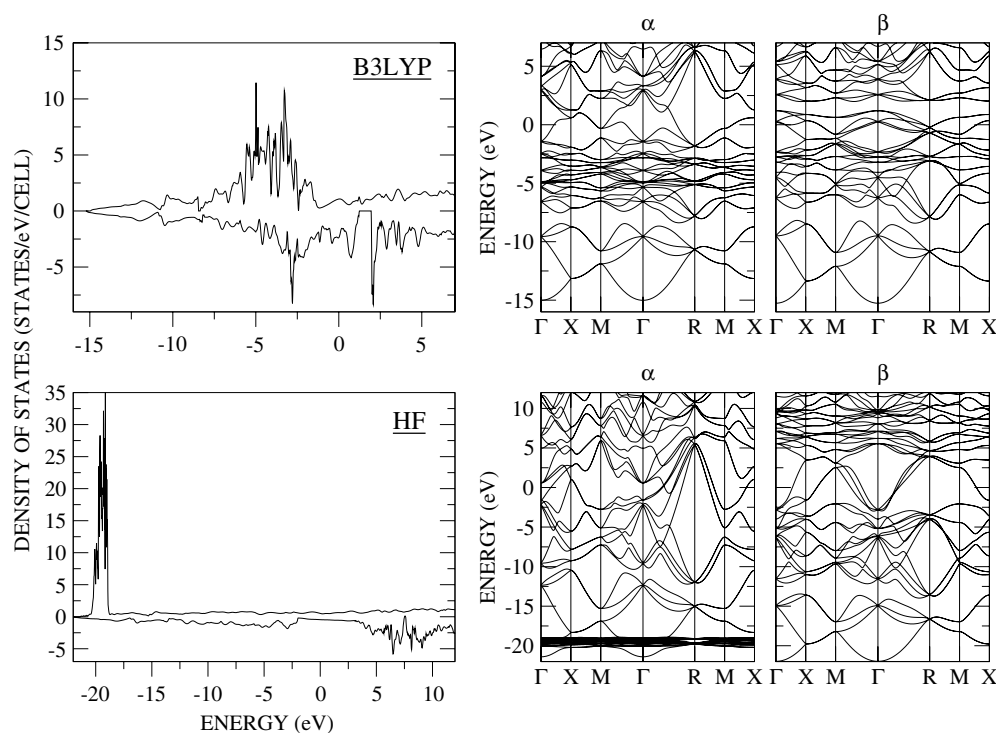 DENSITY OF STATES (STATES/eV/CELL)
B3LYP
15
10
5
0
-5
-15 -10 -5 0 5
HF
35
30
25
20
15
10
5
0
-5
-20 -15 -10 -5 0 5 10
ENERGY (eV)
α
ENERGY (eV)
5
0
-5
-10
-15
Γ X M Γ R M X
β
Γ X M Γ R M X
α
ENERGY (eV)
10
5
0
-5
-10
-15
-20
Γ X M Γ R M X
β
Γ X M Γ R M X